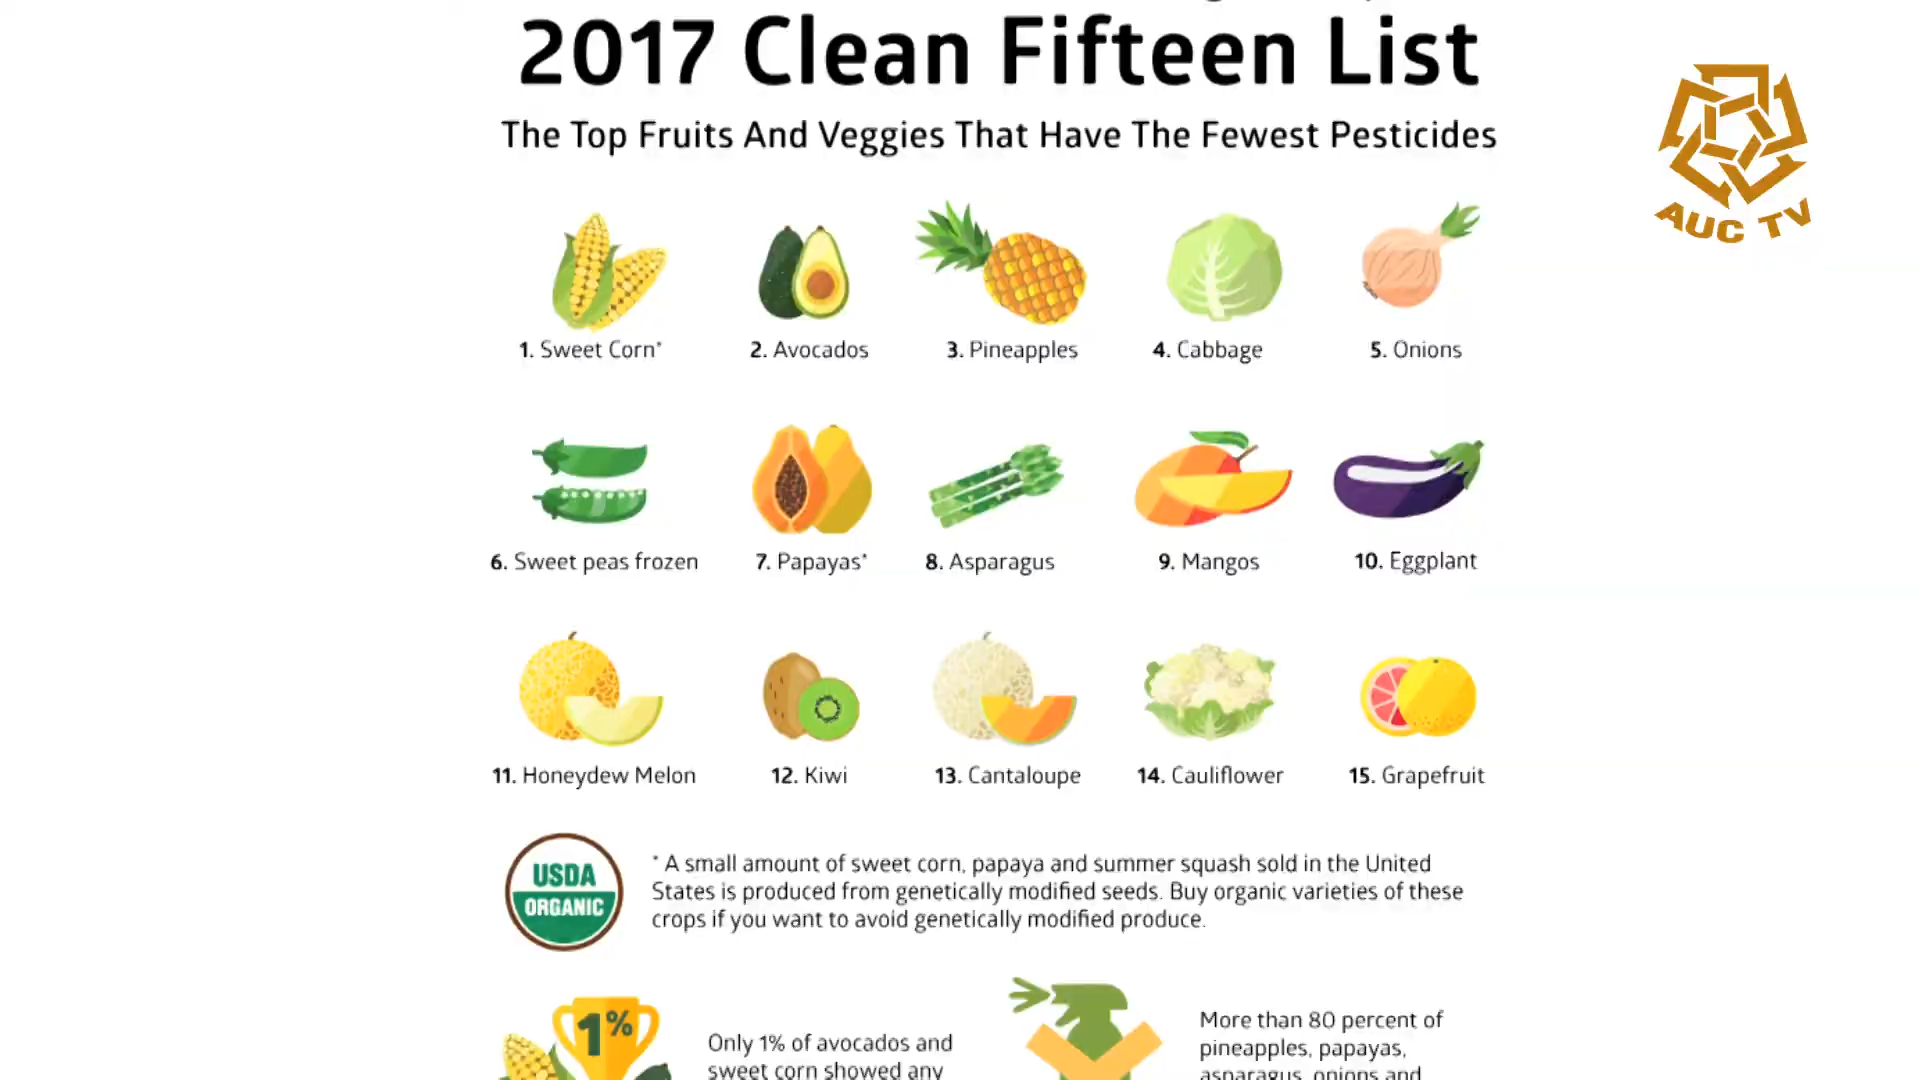 2017 Clean Fifteen List
The Top Fruits And Veggies That Have The Fewest Pesticides
AUC TV
1. Sweet Corn*
2. Avocados
3. Pineapples
4. Cabbage
5. Onions
6. Sweet peas frozen
7. Papayas*
8. Asparagus
9. Mangos
10. Eggplant
11. Honeydew Melon
12. Kiwi
13. Cantaloupe
14. Cauliflower
15. Grapefruit
USDA
ORGANIC
* A small amount of sweet corn, papaya and summer squash sold in the United
States is produced from genetically modified seeds. Buy organic varieties of these
crops if you want to avoid genetically modified produce.
1%
Only 1% of avocados and
sweet corn showed any
More than 80 percent of
pineapples, papayas,
asparagus, onions and